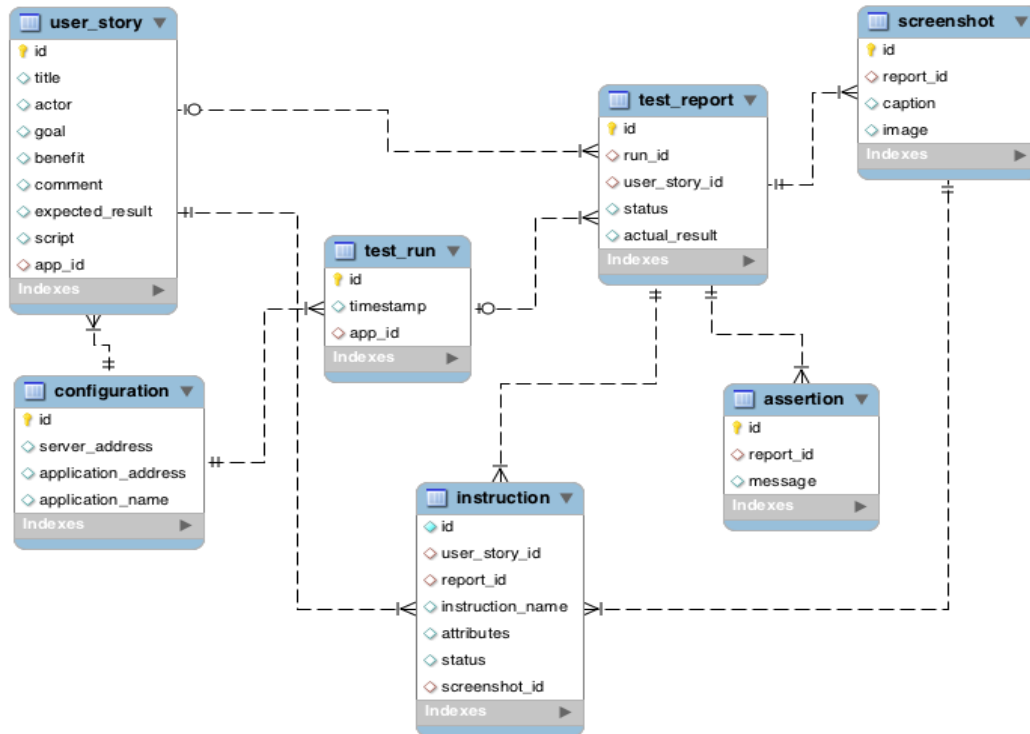 user_story
id
title
actor
goal
benefit
comment
expected_result
script
app_id
Indexes
configuration
id
server_address
application_address
application_name
Indexes
test_run
id
timestamp
app_id
Indexes
test_report
id
run_id
user_story_id
status
actual_result
Indexes
screenshot
id
report_id
caption
image
Indexes
assertion
id
report_id
message
Indexes
instruction
id
user_story_id
report_id
instruction_name
attributes
status
screenshot_id
Indexes